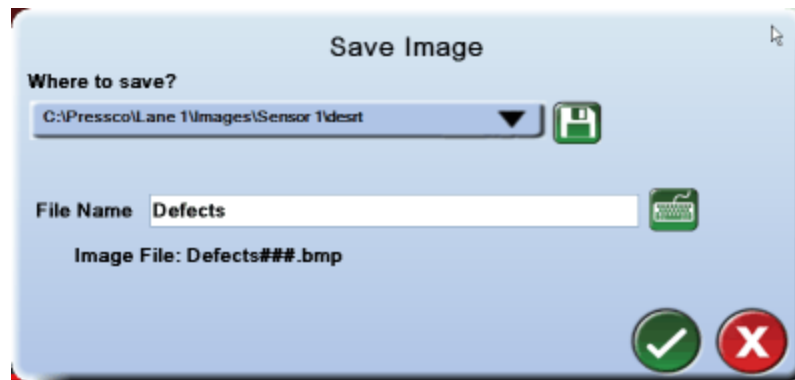 Save Image
Where to save?
C:\Pressco\Lane 1\Images\Sensor 1\desrt
File Name Defects
Image File: Defects###.bmp